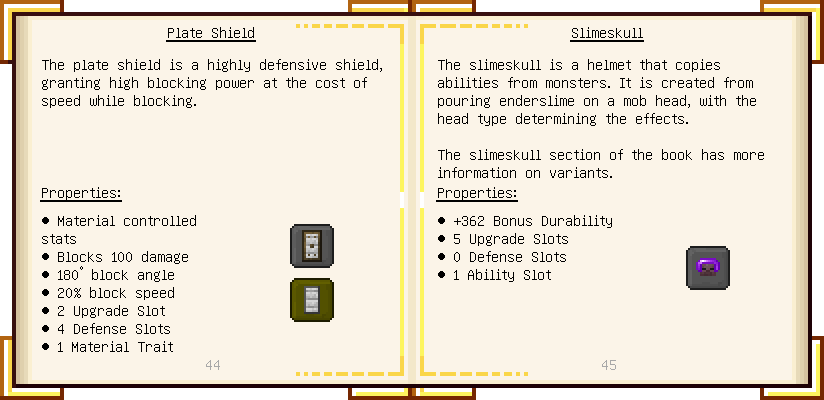 Plate Shield
The plate shield is a highly defensive shield,
granting high blocking power at the cost of
speed while blocking.
Properties:
● Material controlled
stats
● Blocks 100 damage
● 180° block angle
● 20% block speed
● 2 Upgrade Slot
● 4 Defense Slots
● 1 Material Trait
44
Slimeskull
The slimeskull is a helmet that copies
abilities from monsters. It is created from
pouring enderslime on a mob head, with the
head type determining the effects.
The slimeskull section of the book has more
information on variants.
Properties:
● +362 Bonus Durability
● 5 Upgrade Slots
● 0 Defense Slots
● 1 Ability Slot
45